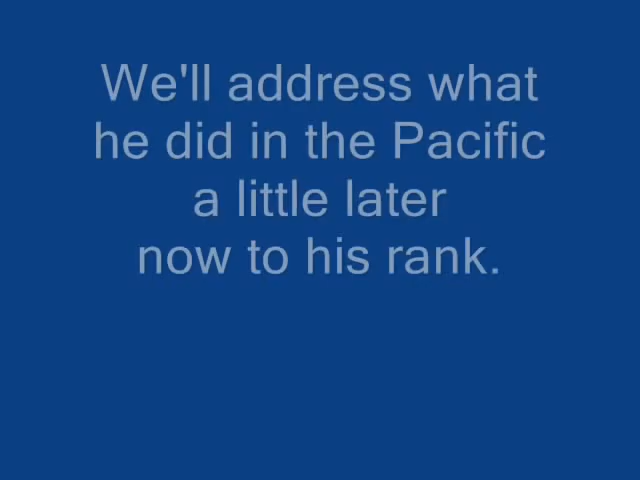 We'll address what
he did in the Pacific
a little later
now to his rank.